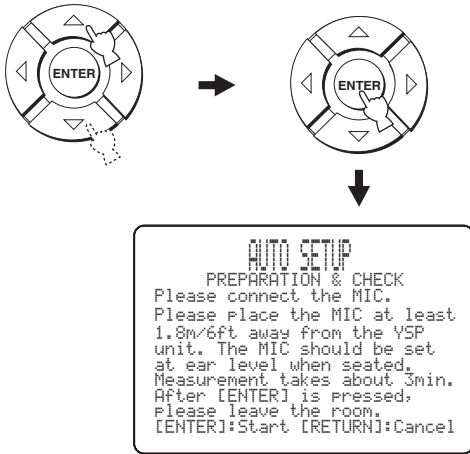 ENTER
ENTER
AUTO SETUP
PREPARATION & CHECK
Please connect the MIC.
Please place the MIC at least
1.8m/6ft away from the YSP
unit. The MIC should be set
at ear level when seated.
Measurement takes about 3min.
After [ENTER] is pressed,
please leave the room.
[ENTER]:Start [RETURN]:Cancel